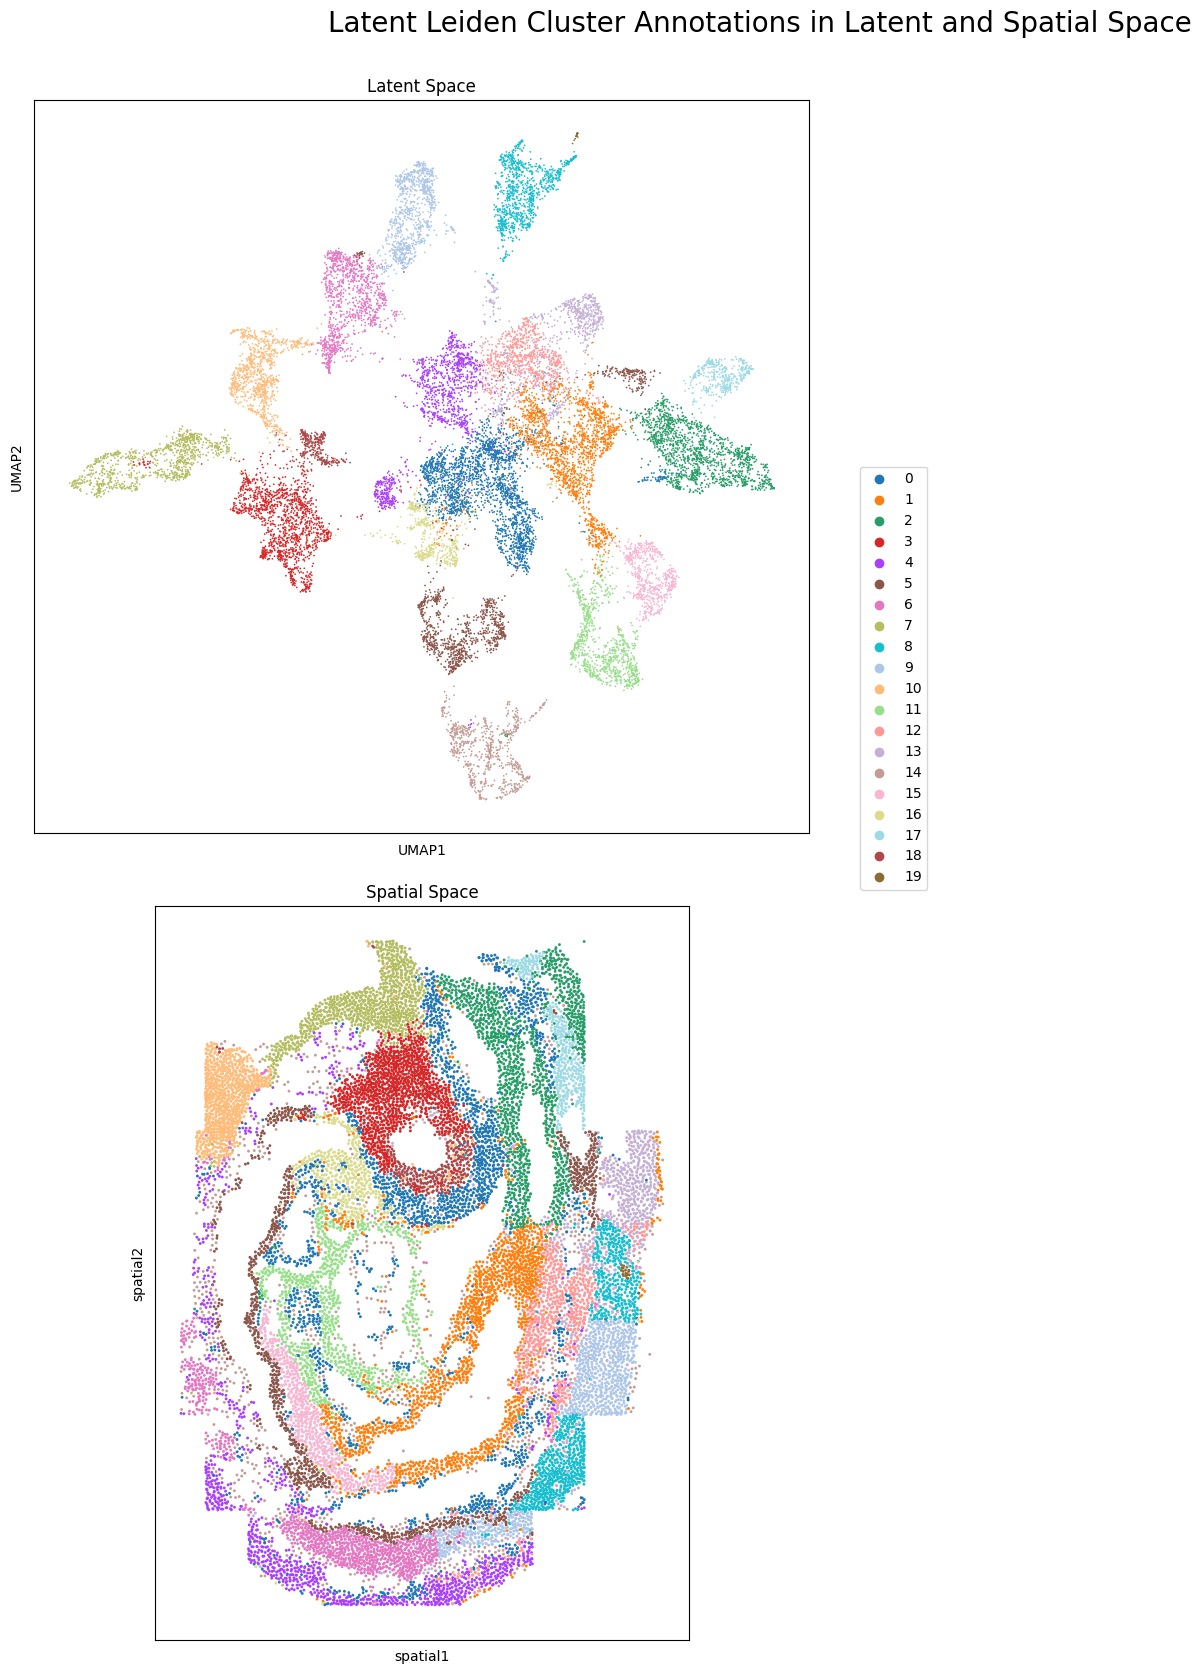 Latent Leiden Cluster Annotations in Latent and Spatial Space
Latent Space
UMAP2
UMAP1
0
1
2
3
4
5
6
7
8
9
10
11
12
13
14
15
16
17
18
19
Spatial Space
spatial2
spatial1